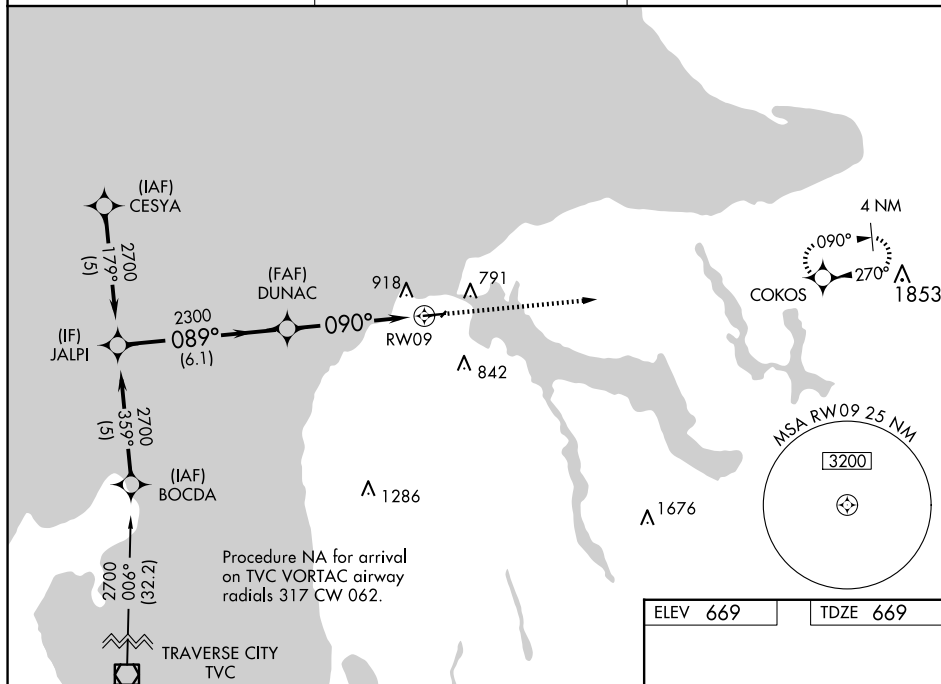 (IAF)
CESYA
2700
179°
(5)
(FAF)
DUNAC
(IF)
JALPI
2300
089°
(6.1)
090°
918
791
RW09
842
4 NM
090°
270°
COKOS
1853
2700
359°
(5)
(IAF)
BOCDA
1286
1676
MSA RW09 25 NM
3200
2700
006°
(32.2)
Procedure NA for arrival
on TVC VORTAC airway
radials 317 CW 062.
TRAVERSE CITY
TVC
ELEV 669
TDZE 669